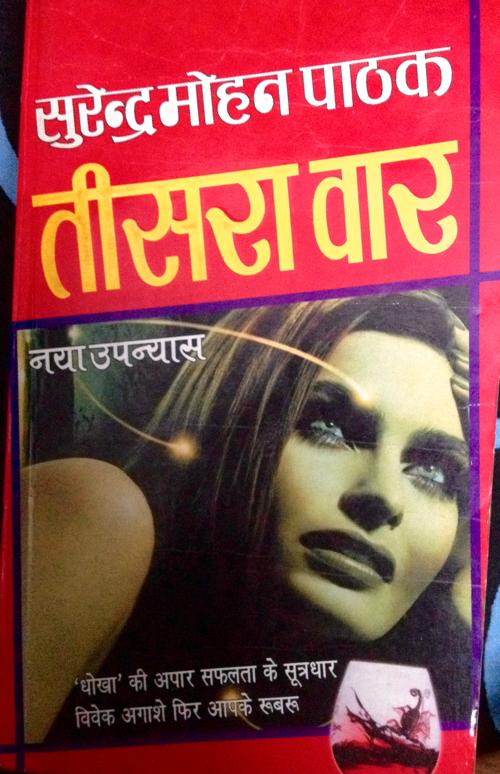 सुरेन्द्र मोहन पाठक
तीसरा वार
नया उपन्यास
'धोखा' की अपार सफलता के सूत्रधार
विवेक अगाशे फिर आपके रूबरू